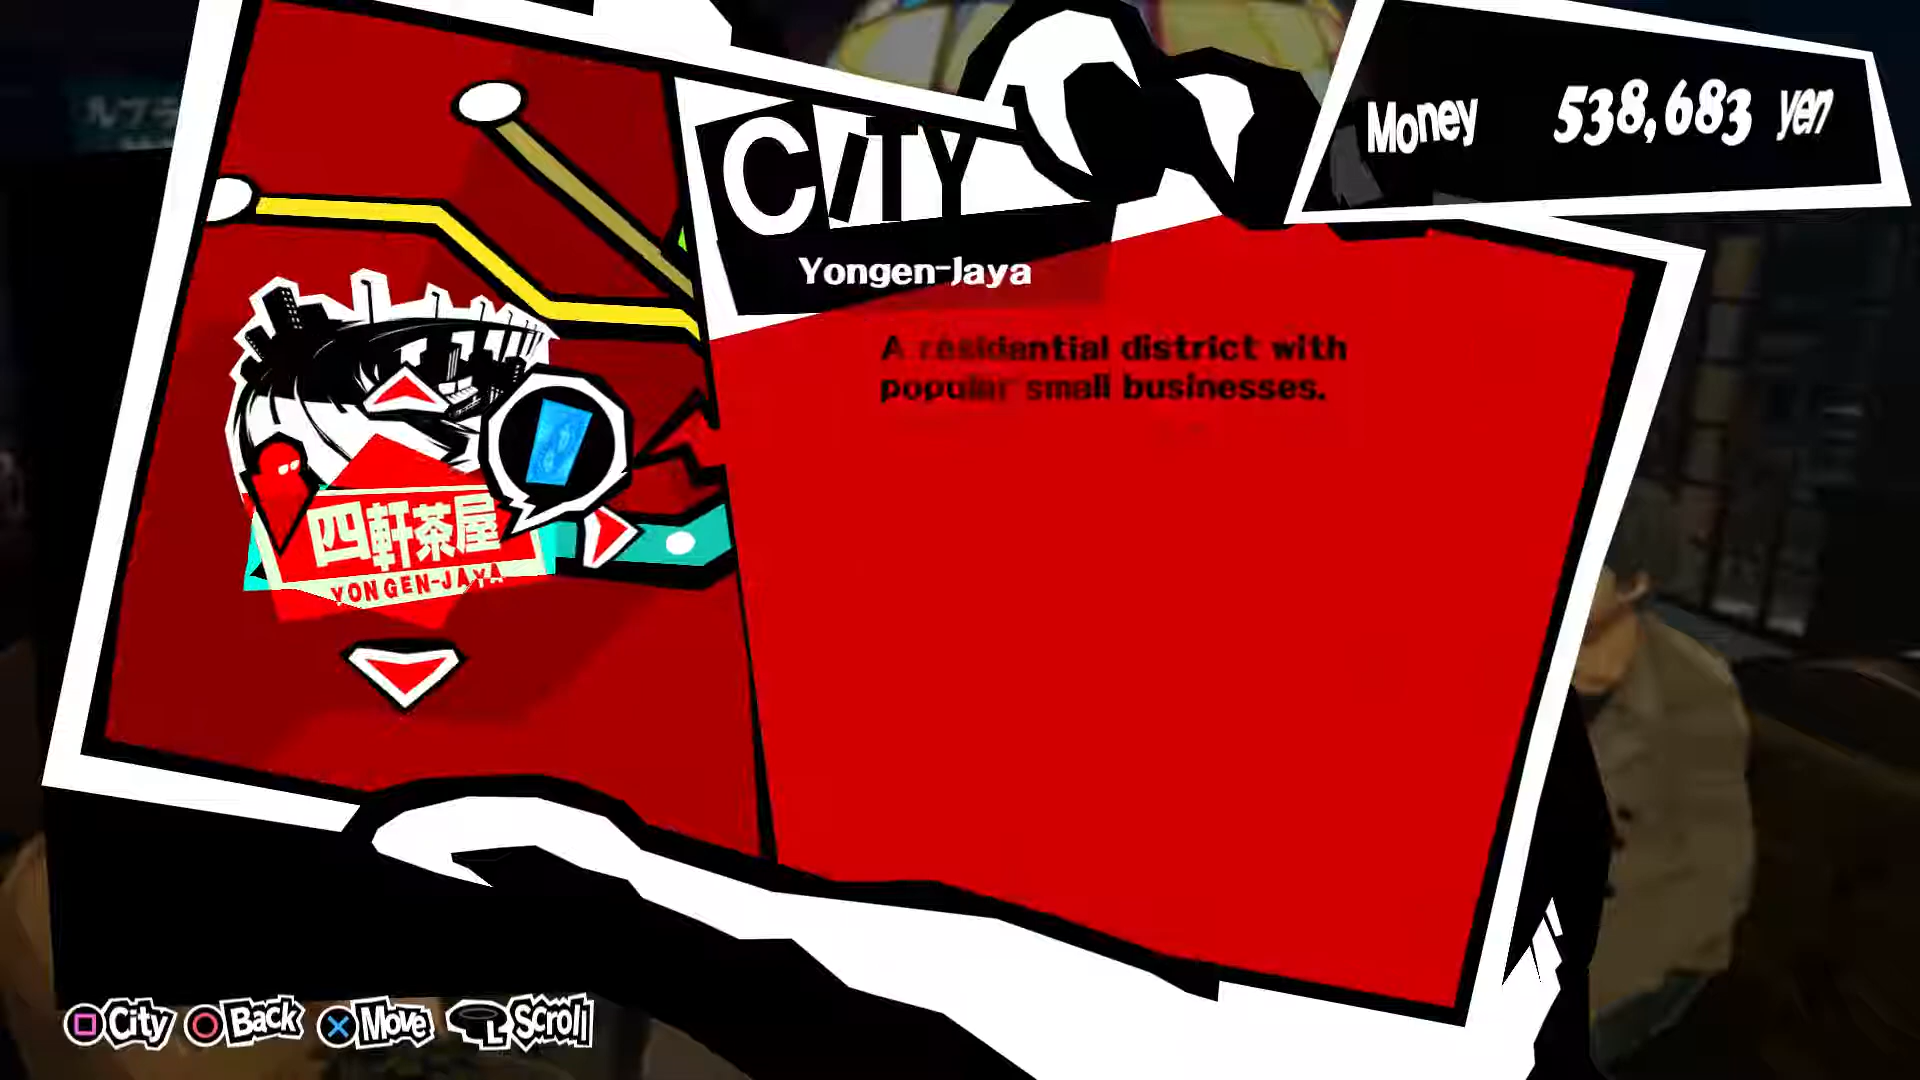 CITY
Money 538,683 yen
Yongen-Jaya
A residential district with
popular small businesses.
四軒茶屋
YONGEN-JAYA
City Back Move L Scroll